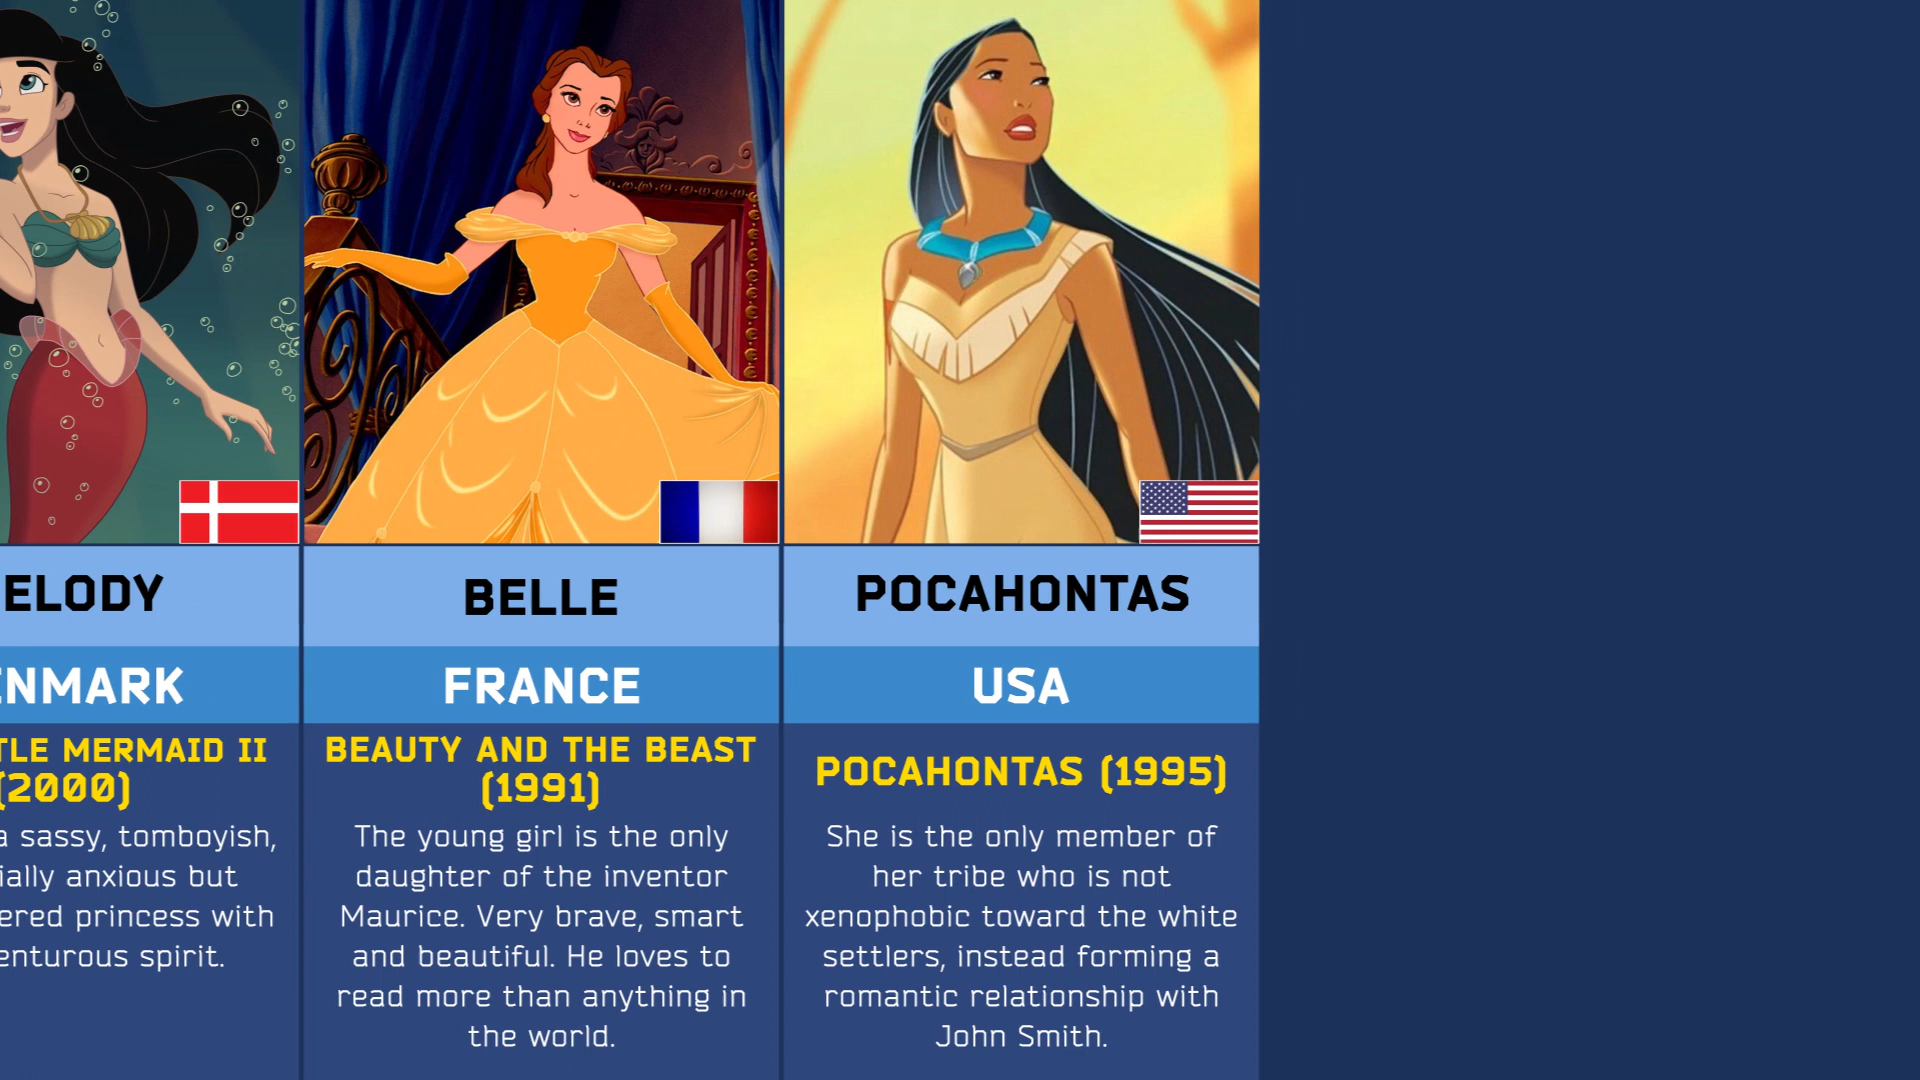 ELODY
ENMARK
TLE MERMAID II
(2000)
a sassy, tomboyish,
ially anxious but
ered princess with
enturous spirit.
BELLE
FRANCE
BEAUTY AND THE BEAST
(1991)
The young girl is the only
daughter of the inventor
Maurice. Very brave, smart
and beautiful. He loves to
read more than anything in
the world.
POCAHONTAS
USA
POCAHONTAS (1995)
She is the only member of
her tribe who is not
xenophobic toward the white
settlers, instead forming a
romantic relationship with
John Smith.